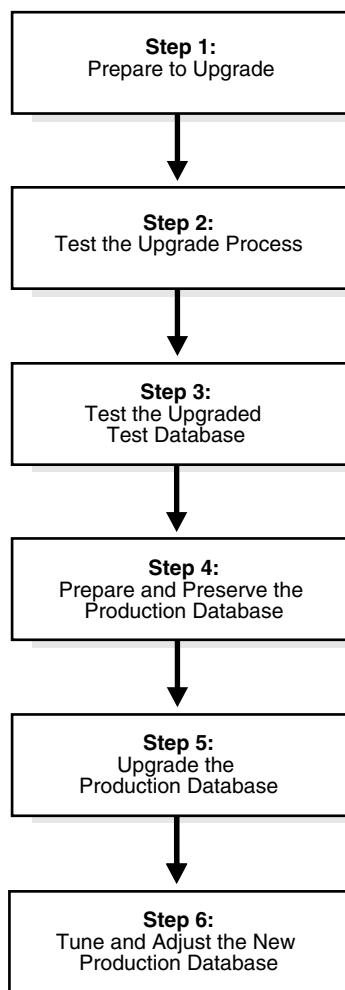 Step 1:
Prepare to Upgrade
Step 2:
Test the Upgrade Process
Step 3:
Test the Upgraded
Test Database
Step 4:
Prepare and Preserve the
Production Database
Step 5:
Upgrade the
Production Database
Step 6:
Tune and Adjust the New
Production Database